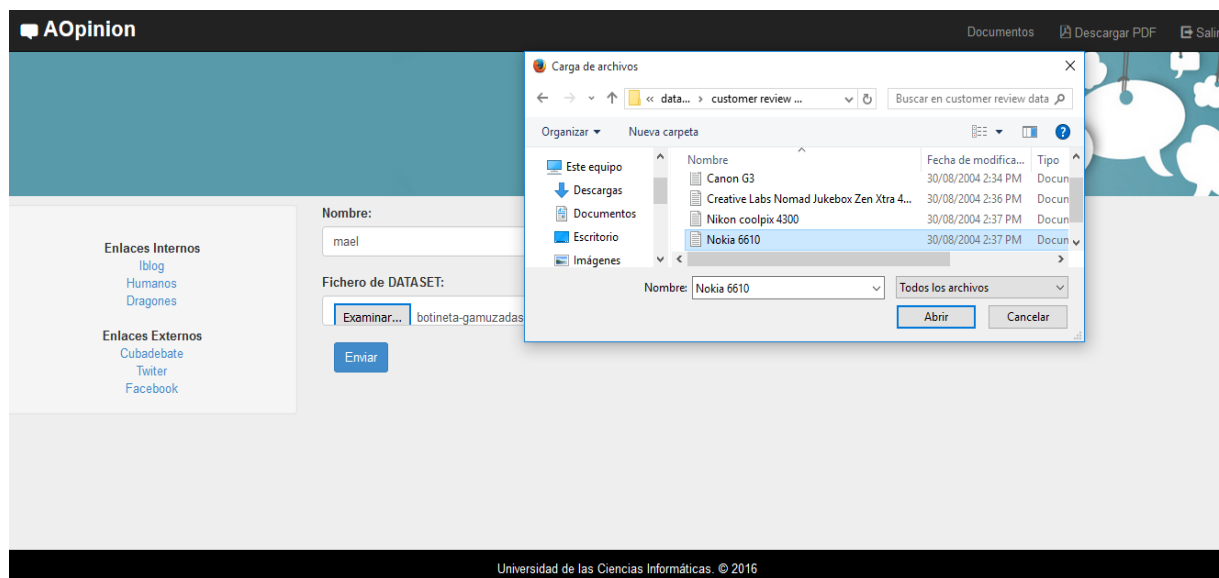 AOpinion
Documentos
Descargar PDF
Salir
Carga de archivos
« data... › customer review ...
Buscar en customer review data
Organizar
Nueva carpeta
Este equipo
Descargas
Documentos
Escritorio
Imágenes
Nombre
Fecha de modifica...
Tipo
Canon G3
30/08/2004 2:34 PM
Docun
Creative Labs Nomad Jukebox Zen Xtra 4...
30/08/2004 2:36 PM
Docun
Nikon coolpix 4300
30/08/2004 2:37 PM
Docun
Nokia 6610
30/08/2004 2:37 PM
Docun
Nombre: Nokia 6610
Todos los archivos
Abrir
Cancelar
Enlaces Internos
Iblog
Humanos
Dragones
Enlaces Externos
Cubadebate
Twiter
Facebook
Nombre:
mael
Fichero de DATASET:
Examinar... botineta-gamuzadas
Enviar
Universidad de las Ciencias Informáticas. © 2016